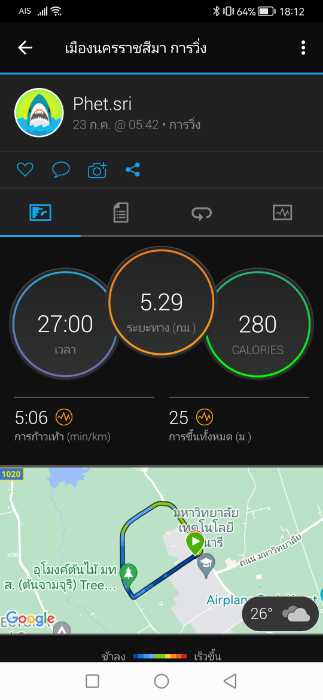 AIS 64% 18:12
เมืองนครราชสีมา การวิ่ง
Phet.sri
23 ก.ค. @ 05:42 • การวิ่ง
27:00
เวลา
5.29
ระยะทาง (กม.)
280
CALORIES
5:06
การก้าวเท้า (min/km)
25
การขึ้นทั้งหมด (ม.)
1020
มหาวิทยาลัย
เทคโนโลยี
นารี
ถนน มหาวิทยาลัย
อุโมงค์ต้นไม้ มท
ส. (ต้นจามจุรี) Tree...
Google
26°
ช้าลง เร็วขึ้น